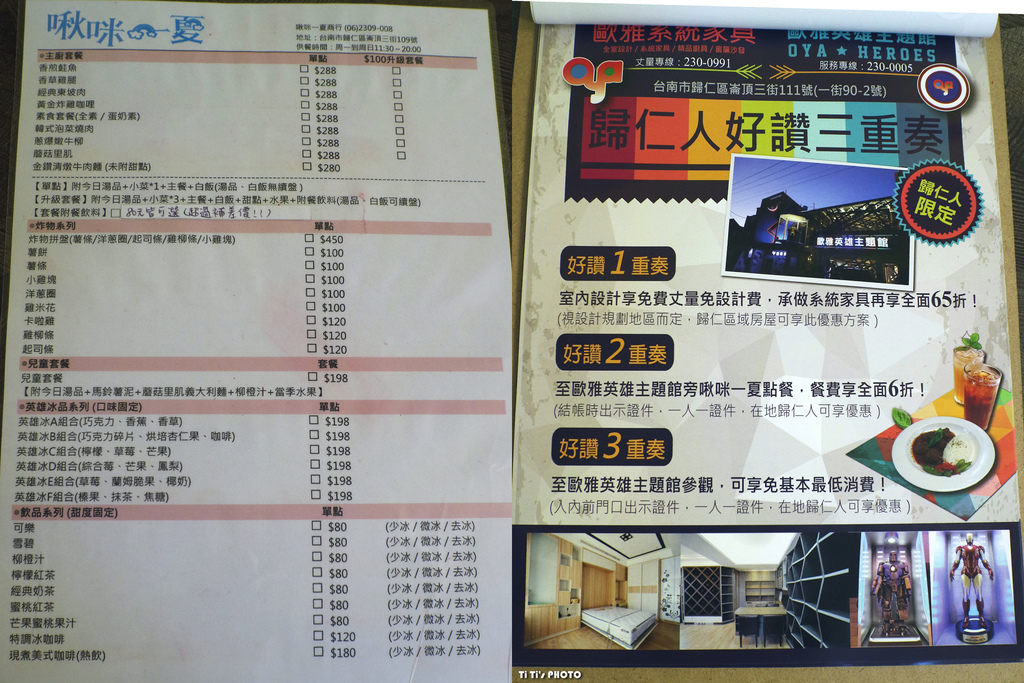 啾咪一夏
啾咪一夏商行 (06)2309-008
地址：台南市歸仁區崙頂三街109號
供餐時間：周一到周日11:30～20:00
●主廚套餐 單點 $100升級套餐
香煎鮭魚 □ $288 □
香草雞腿 □ $288 □
經典東坡肉 □ $288 □
黃金炸雞咖哩 □ $288 □
素食套餐(全素 / 蛋奶素) □ $288 □
韓式泡菜燒肉 □ $288 □
蔥爆嫩牛柳 □ $288 □
蘑菇里肌 □ $288 □
金鑽清燉牛肉麵 (未附甜點) □ $280
【單點】附今日湯品+小菜*1+主餐+白飯(湯品、白飯無續盤)
【升級套餐】附今日湯品+小菜*3+主餐+白飯+甜點+水果+附餐飲料(湯品、白飯可續盤)
【套餐附餐飲料】□ 80元皆可選 (超過補差價!!)
●炸物系列 單點
炸物拼盤(薯條/洋蔥圈/起司條/雞柳條/小雞塊) □ $450
薯餅 □ $100
薯條 □ $100
小雞塊 □ $100
洋蔥圈 □ $100
雞米花 □ $100
卡啦雞 □ $120
雞柳條 □ $120
起司條 □ $120
●兒童套餐 套餐
兒童套餐 □ $198
【附今日湯品+馬鈴薯泥+蘑菇里肌義大利麵+柳橙汁+當季水果】
●英雄冰品系列 (口味固定) 單點
英雄冰A組合(巧克力、香蕉、香草) □ $198
英雄冰B組合(巧克力碎片、烘培杏仁果、咖啡) □ $198
英雄冰C組合(檸檬、草莓、芒果) □ $198
英雄冰D組合(綜合莓、芒果、鳳梨) □ $198
英雄冰E組合(草莓、蘭姆脆果、椰奶) □ $198
英雄冰F組合(榛果、抹茶、焦糖) □ $198
●飲品系列 (甜度固定) 單點
可樂 □ $80 (少冰 / 微冰 / 去冰)
雪碧 □ $80 (少冰 / 微冰 / 去冰)
柳橙汁 □ $80 (少冰 / 微冰 / 去冰)
檸檬紅茶 □ $80 (少冰 / 微冰 / 去冰)
經典奶茶 □ $80 (少冰 / 微冰 / 去冰)
蜜桃紅茶 □ $80 (少冰 / 微冰 / 去冰)
芒果蜜桃果汁 □ $80 (少冰 / 微冰 / 去冰)
特調冰咖啡 □ $120 (少冰 / 微冰 / 去冰)
現煮美式咖啡(熱飲) □ $180 (少冰 / 微冰 / 去冰)
歐雅系統家具
全室設計 / 系統家具 / 精品廚具 / 童臝沙發
丈量專線：230-0991
歐雅英雄主題館
OYA★HEROES
服務專線：230-0005
oya
台南市歸仁區崙頂三街111號(一街90-2號)
歸仁人好讚三重奏
歸仁人
限定
歐雅英雄主題館
好讚1重奏
室內設計享免費丈量免設計費，承做系統家具再享全面65折！
(視設計規劃地區而定，歸仁區域房屋可享此優惠方案)
好讚2重奏
至歐雅英雄主題館旁啾咪一夏點餐，餐費享全面6折！
(結帳時出示證件，一人一證件，在地歸仁人可享優惠)
好讚3重奏
至歐雅英雄主題館參觀，可享免基本最低消費！
(入內前門口出示證件，一人一證件，在地歸仁人可享優惠)
Ti Ti's PHOTO